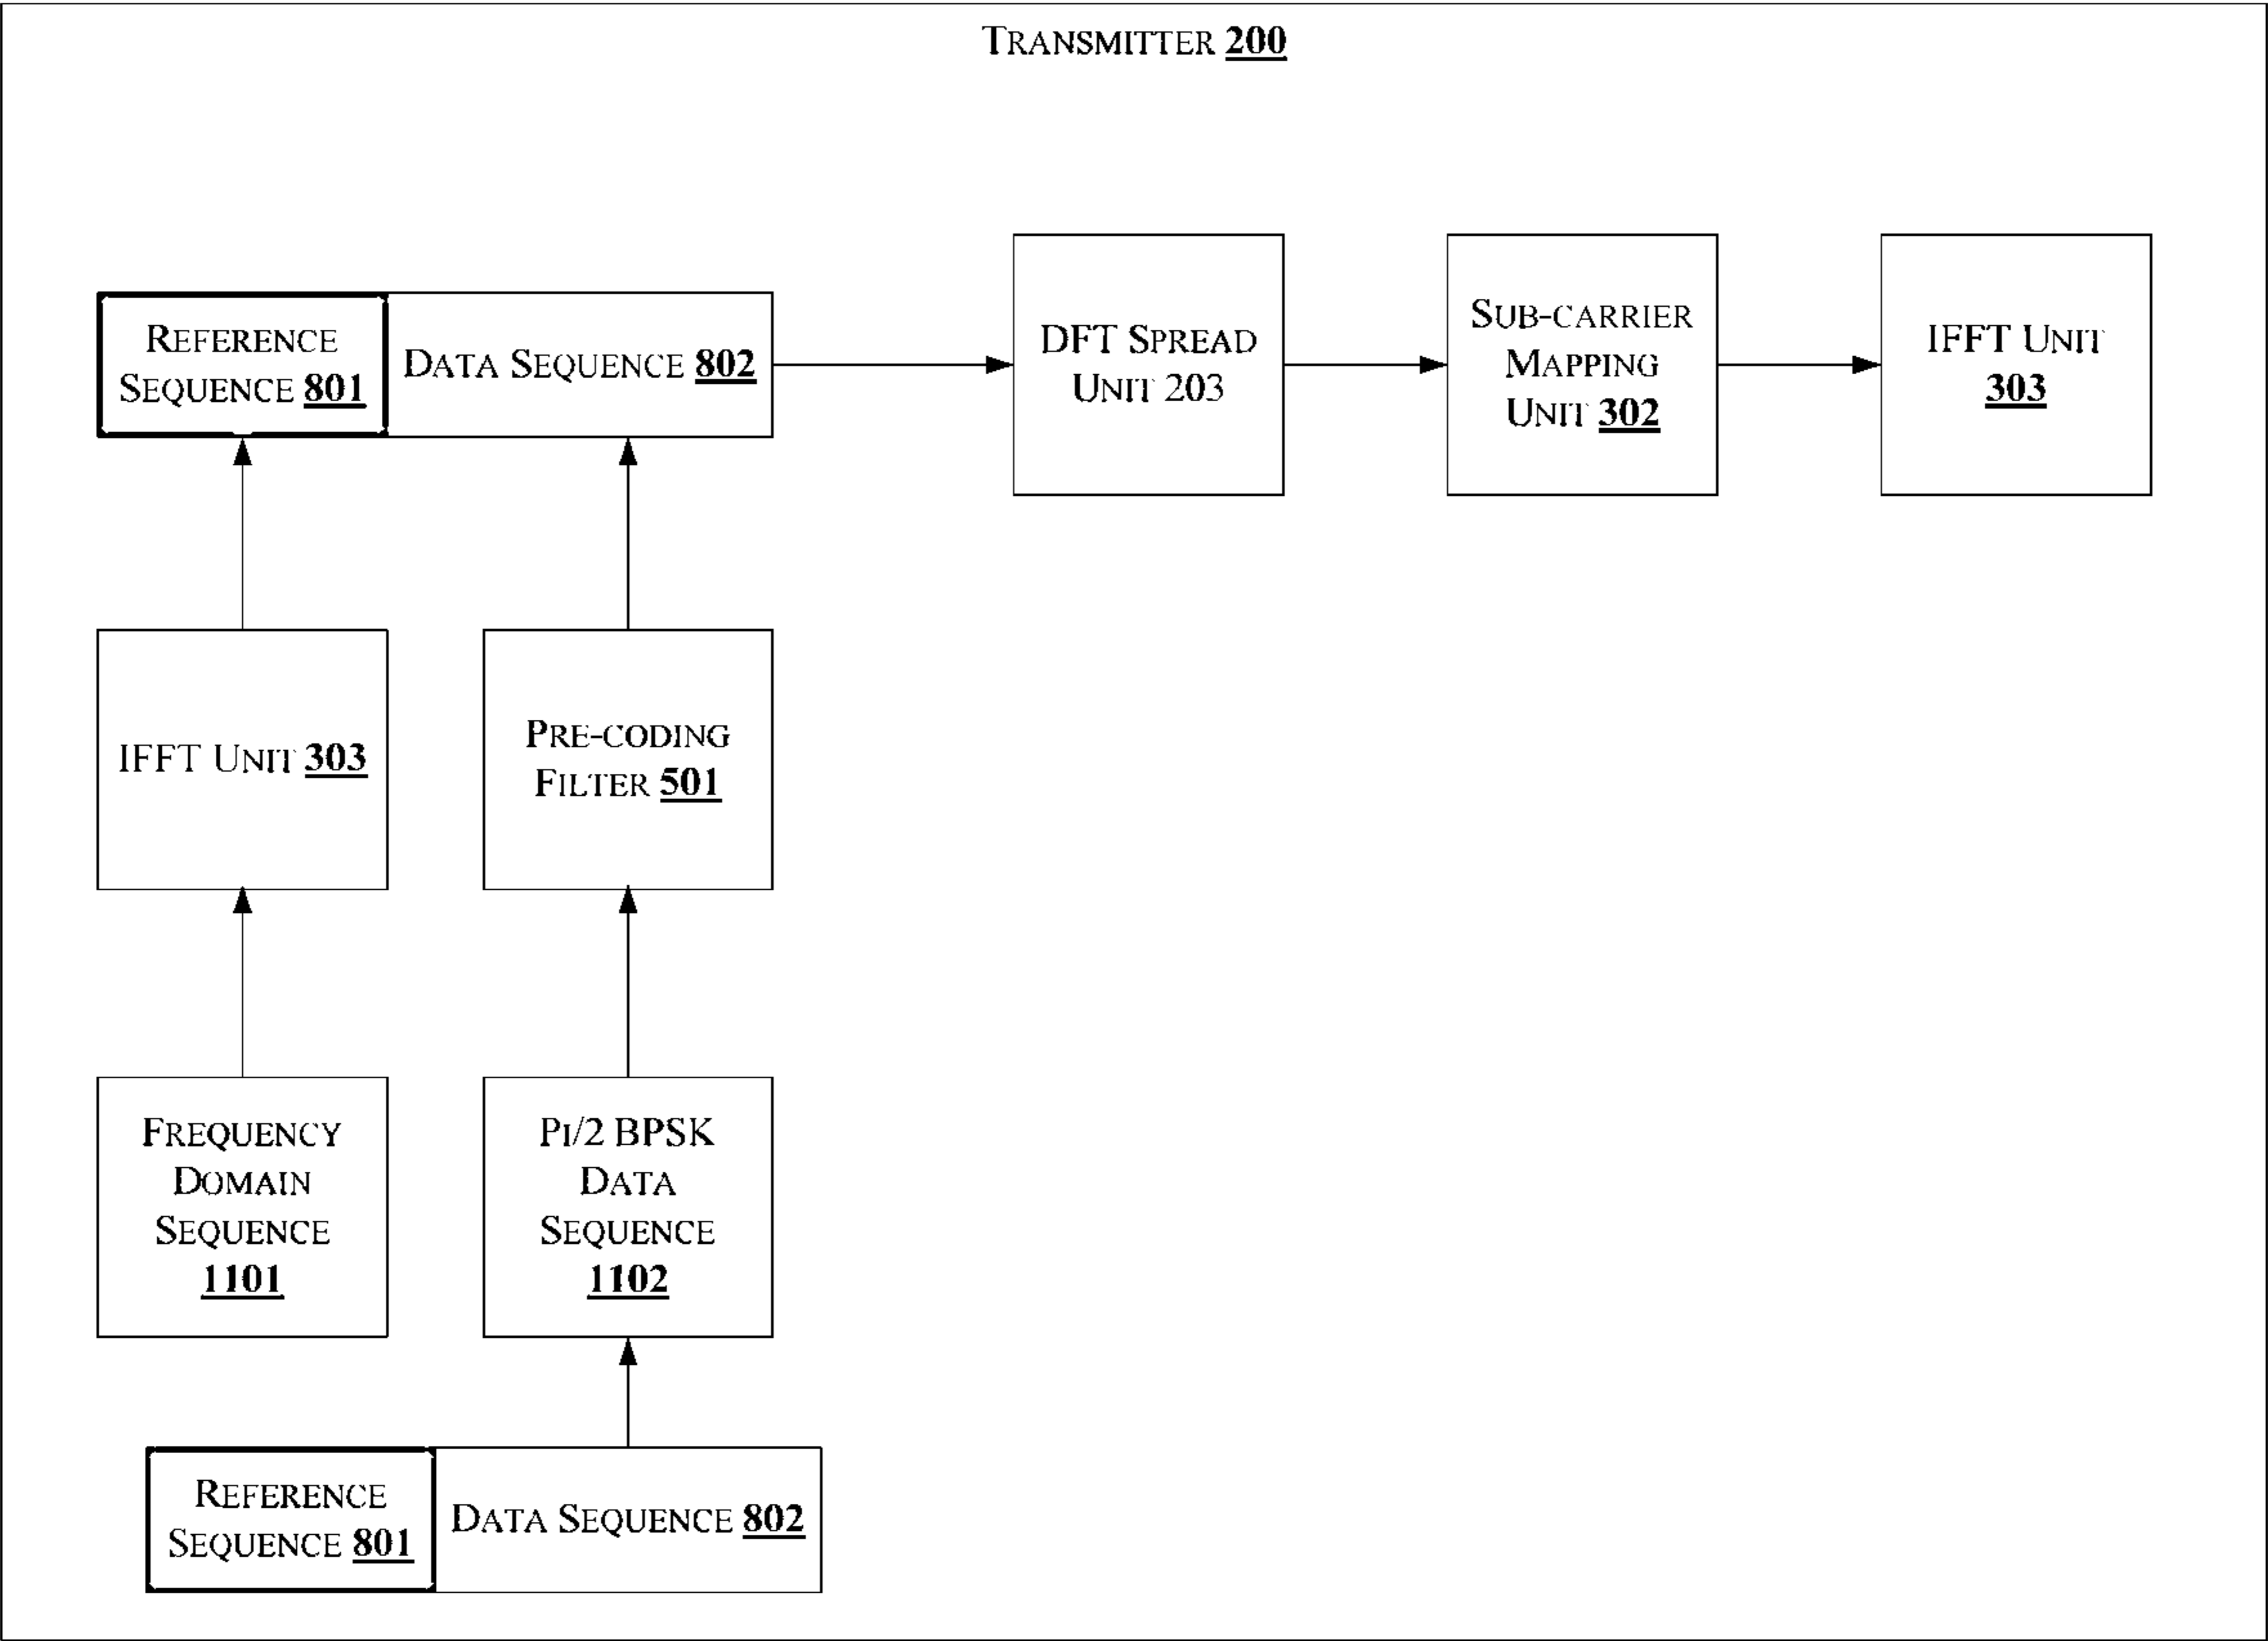 TRANSMITTER 200
REFERENCE
SEQUENCE 801
DATA SEQUENCE 802
DFT SPREAD
UNIT 203
SUB-CARRIER
MAPPING
UNIT 302
IFFT UNIT
303
IFFT UNIT 303
PRE-CODING
FILTER 501
FREQUENCY
DOMAIN
SEQUENCE
1101
PI/2 BPSK
DATA
SEQUENCE
1102
REFERENCE
SEQUENCE 801
DATA SEQUENCE 802